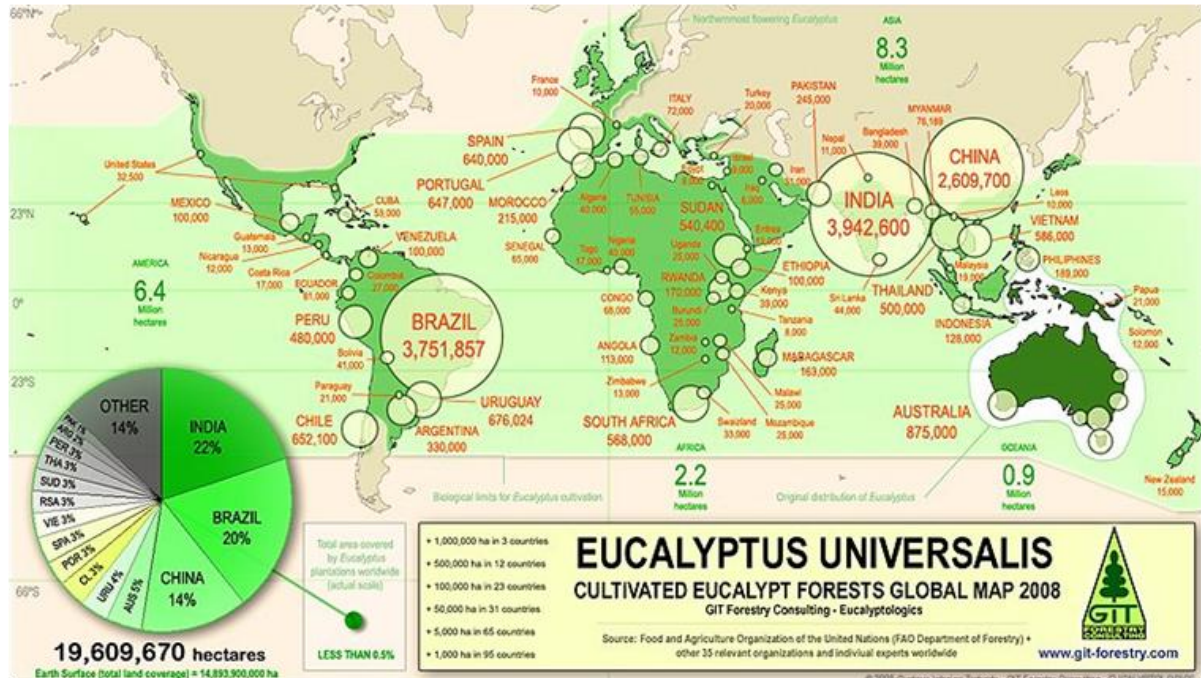 66ºN
Northernmost flowering Eucalyptus
ASIA
8.3
Million
hectares
France
10,000
ITALY
72,000
Turkey
20,000
PAKISTAN
245,000
MYANMAR
Nepal
11,000
Bangladesh
39,000
SPAIN
640,000
CHINA
2,609,700
United States
32,500
PORTUGAL
647,000
Israel
Iran
INDIA
3,942,600
Laos
10,000
MEXICO
100,000
CUBA
MOROCCO
215,000
TUNISIA
SUDAN
540,400
VIETNAM
586,000
23ºN
Guatemala
13,000
VENEZUELA
100,000
SENEGAL
65,000
Togo
17,000
Nigeria
Uganda
Eritrea
Malaysia
19,000
PHILIPHINES
189,000
Nicaragua
12,000
ETHIOPIA
100,000
AMERICA
6.4
Million
hectares
Costa Rica
17,000
Colombia
ECUADOR
81,000
RWANDA
170,000
Kenya
39,000
Sri Lanka
44,000
THAILAND
500,000
Papua
21,000
0º
CONGO
68,000
Burundi
Tanzania
INDONESIA
128,000
Solomon
12,000
PERU
480,000
BRAZIL
3,751,857
Zambia
12,000
ANGOLA
113,000
MADAGASCAR
163,000
Bolivia
41,000
23ºS
Paraguay
21,000
Zimbabwe
13,000
Malawi
25,000
URUGUAY
676,024
AUSTRALIA
875,000
CHILE
652,100
ARGENTINA
330,000
SOUTH AFRICA
568,000
Swaziland
33,000
Mozambique
25,000
AFRICA
2.2
Million
hectares
OCEANIA
0.9
Million
hectares
New Zealand
15,000
Biological limits for Eucalyptus cultivation
Original distribution of Eucalyptus
OTHER
14%
INDIA
22%
PER 3%
THA 3%
SUD 3%
RSA 3%
VIE 3%
SPA 3%
POR 3%
CL 3%
URU 4%
AUS 5%
BRAZIL
20%
CHINA
14%
66ºS
Total area covered
by Eucalyptus
plantations worldwide
(actual scale)
LESS THAN 0.5%
+ 1,000,000 ha in 3 countries
+ 500,000 ha in 12 countries
+ 100,000 ha in 23 countries
+ 50,000 ha in 31 countries
+ 5,000 ha in 65 countries
+ 1,000 ha in 95 countries
EUCALYPTUS UNIVERSALIS
CULTIVATED EUCALYPT FORESTS GLOBAL MAP 2008
GIT Forestry Consulting - Eucalyptologics
Source: Food and Agriculture Organization of the United Nations (FAO Department of Forestry) +
other 35 relevant organizations and indiviual experts worldwide
GIT
FORESTRY
CONSULTING
www.git-forestry.com
19,609,670 hectares
Earth Surface (total land coverage) = 14,893,900,000 ha